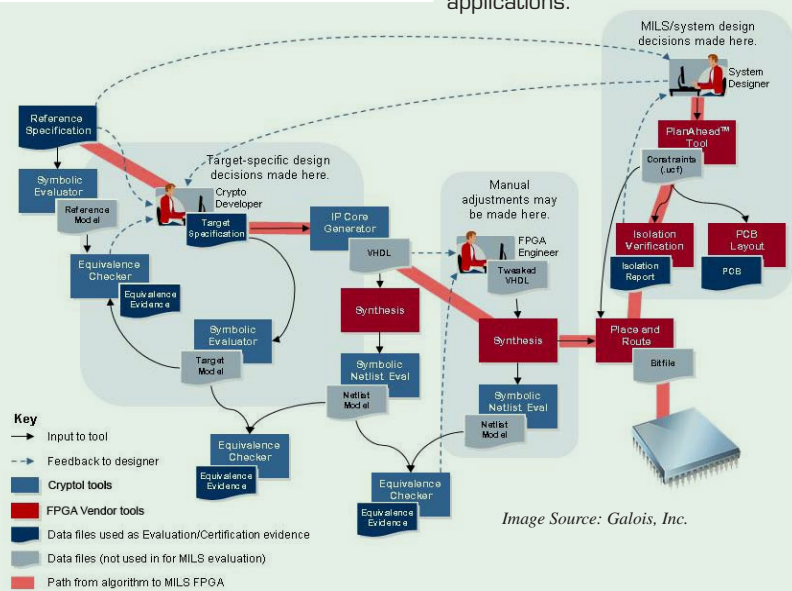 applications.
MILS/system design
decisions made here.
System
Designer
PlanAhead™
Tool
Constraints
(.ucf)
Isolation
Verification
Isolation
Report
PCB
Layout
PCB
Reference
Specification
Symbolic
Evaluator
Reference
Model
Equivalence
Checker
Equivalence
Evidence
Target-specific design
decisions made here.
Crypto
Developer
Target
Specification
IP Core
Generator
VHDL
Manual
adjustments may
be made here.
FPGA
Engineer
Tweaked
VHDL
Synthesis
Synthesis
Place and
Route
Bitfile
Symbolic
Evaluator
Target
Model
Symbolic
Netlist Eval
Netlist
Model
Symbolic
Netlist Eval
Netlist
Model
Equivalence
Checker
Equivalence
Evidence
Equivalence
Checker
Equivalence
Evidence
Key
Input to tool
Feedback to designer
Cryptol tools
FPGA Vendor tools
Data files used as Evaluation/Certification evidence
Data files (not used in for MILS evaluation)
Path from algorithm to MILS FPGA
Image Source: Galois, Inc.